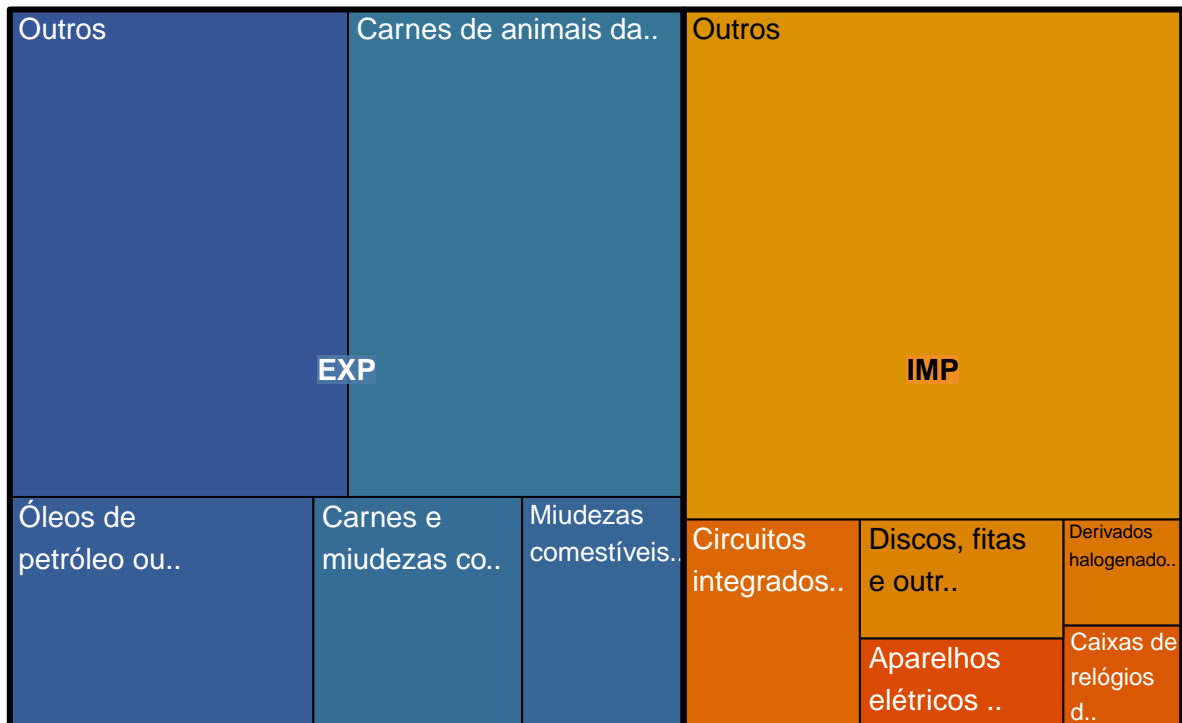 Outros
Carnes de animais da..
EXP
Óleos de
petróleo ou..
Carnes e
miudezas co..
Miudezas
comestíveis..
Outros
IMP
Circuitos
integrados..
Discos, fitas
e outr..
Derivados
halogenado..
Aparelhos
elétricos ..
Caixas de
relógios
d..